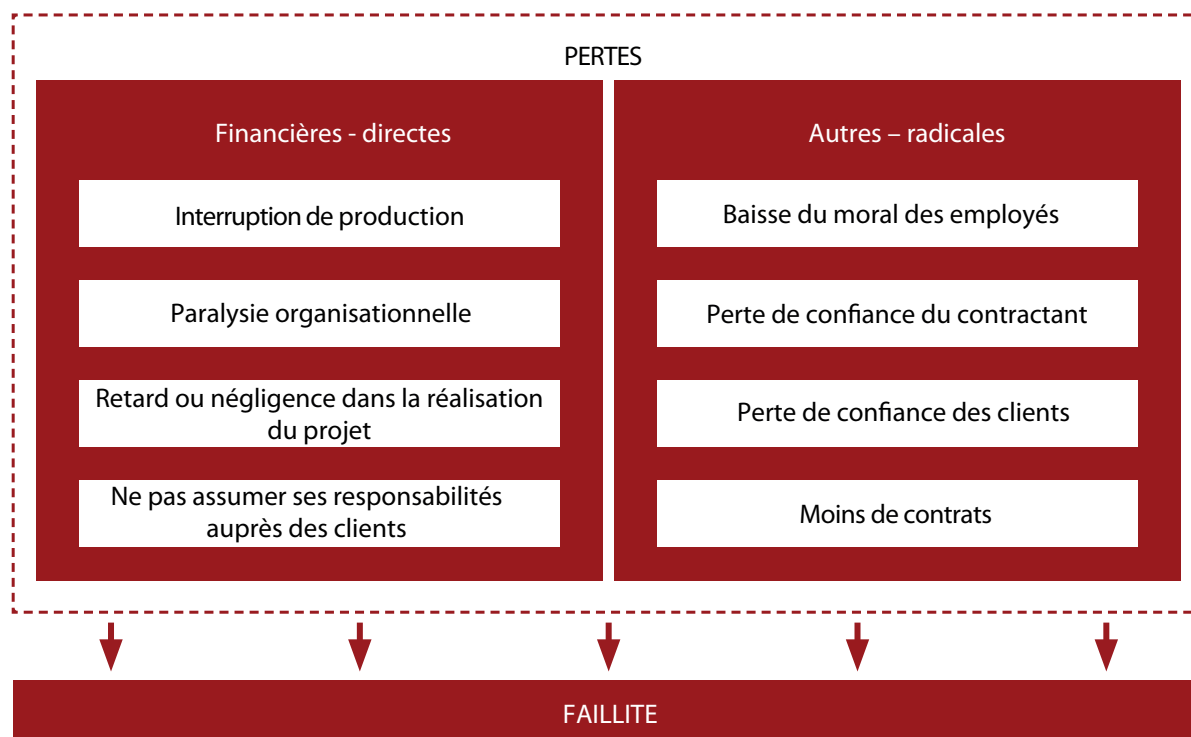 PERTES
Financières - directes
Interruption de production
Paralysie organisationnelle
Retard ou négligence dans la réalisation
du projet
Ne pas assumer ses responsabilités
auprès des clients
Autres – radicales
Baisse du moral des employés
Perte de confiance du contractant
Perte de confiance des clients
Moins de contrats
FAILLITE